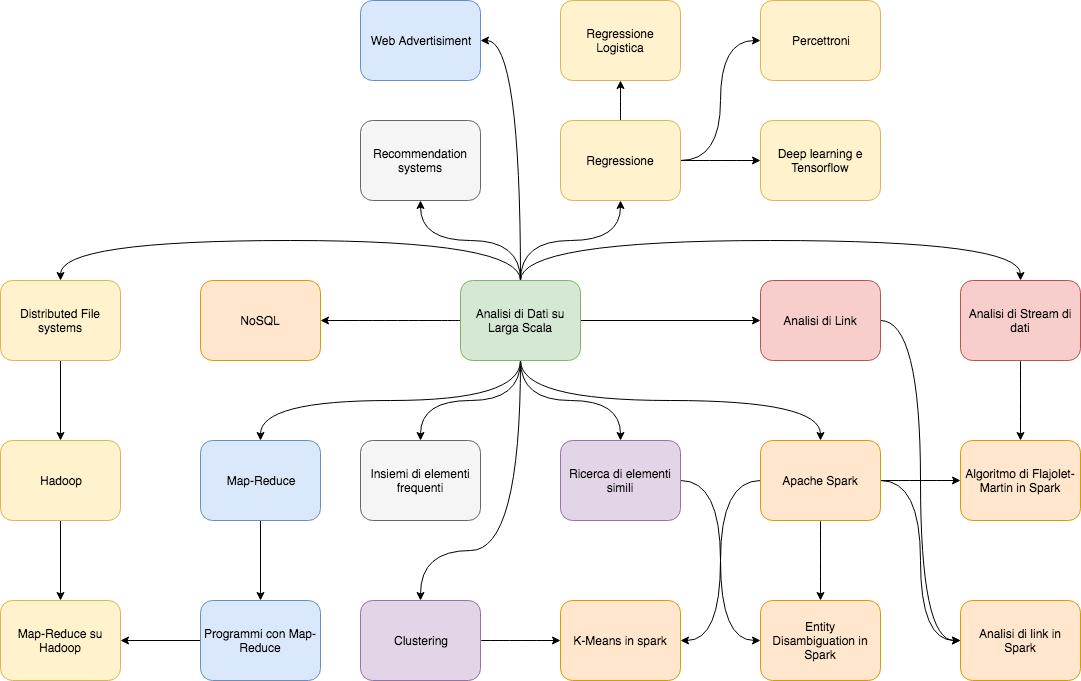 Web Advertisiment
Regressione
Logistica
Percettroni
Recommendation
systems
Regressione
Deep learning e
Tensorflow
Distributed File
systems
NoSQL
Analisi di Dati su
Larga Scala
Analisi di Link
Analisi di Stream di
dati
Hadoop
Map-Reduce
Insiemi di elementi
frequenti
Ricerca di elementi
simili
Apache Spark
Algoritmo di Flajolet-
Martin in Spark
Map-Reduce su
Hadoop
Programmi con Map-
Reduce
Clustering
K-Means in spark
Entity
Disambiguation in
Spark
Analisi di link in
Spark